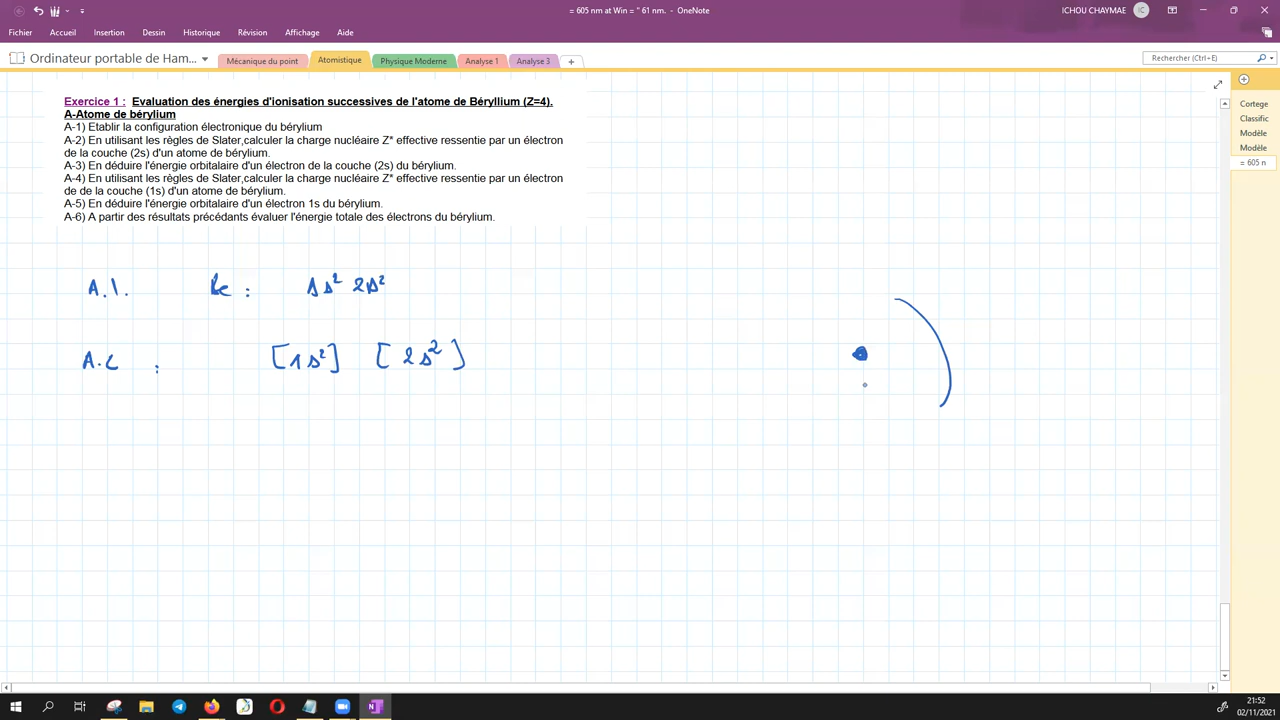 = 605 nm at Win = " 61 nm. - OneNote
ICHOU CHAYMAE IC
Fichier Accueil Insertion Dessin Historique Révision Affichage Aide
Ordinateur portable de Ham... Mécanique du point Atomistique Physique Moderne Analyse 1 Analyse 3 +
Rechercher (Ctrl+E)
Exercice 1 : Evaluation des énergies d'ionisation successives de l'atome de Béryllium (Z=4).
A-Atome de bérylium
A-1) Etablir la configuration électronique du bérylium
A-2) En utilisant les règles de Slater,calculer la charge nucléaire Z* effective ressentie par un électron
de la couche (2s) d'un atome de bérylium.
A-3) En déduire l'énergie orbitalaire d'un électron de la couche (2s) du bérylium.
A-4) En utilisant les règles de Slater,calculer la charge nucléaire Z* effective ressentie par un électron
de de la couche (1s) d'un atome de bérylium.
A-5) En déduire l'énergie orbitalaire d'un électron 1s du bérylium.
A-6) A partir des résultats précédants évaluer l'énergie totale des électrons du bérylium.
Cortege
Classific
Modèle
Modèle
= 605 n
A.1. Be : 1s² 2s²
A.2 : [1s²] [2s²]
21:52
02/11/2021